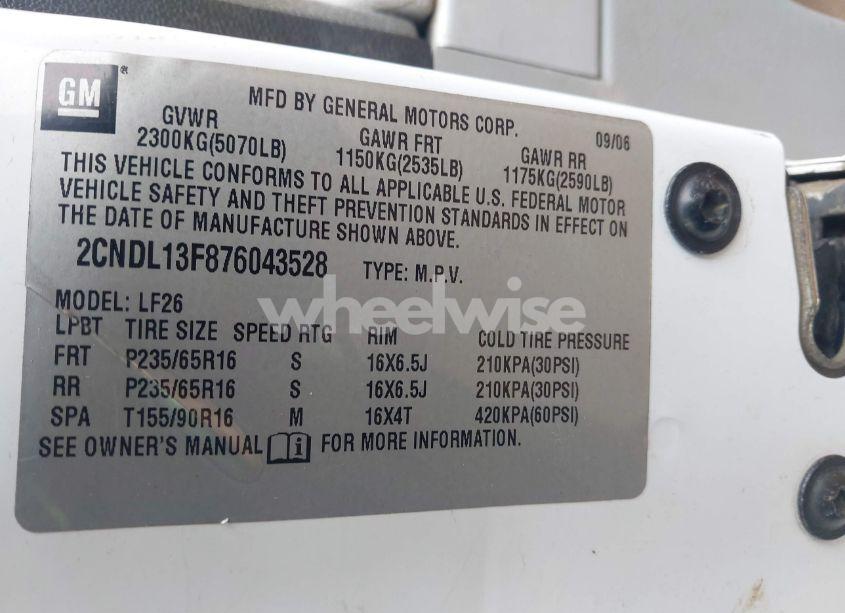 GM
MFD BY GENERAL MOTORS CORP. 09/06
GVWR GAWR FRT GAWR RR
2300KG(5070LB) 1150KG(2535LB) 1175KG(2590LB)
THIS VEHICLE CONFORMS TO ALL APPLICABLE U.S. FEDERAL MOTOR
VEHICLE SAFETY AND THEFT PREVENTION STANDARDS IN EFFECT ON
THE DATE OF MANUFACTURE SHOWN ABOVE.
2CNDL13F876043528 TYPE: M.P.V.
wheelwise
MODEL: LF26
LPBT TIRE SIZE SPEED RTG RIM COLD TIRE PRESSURE
FRT P235/65R16 S 16X6.5J 210KPA(30PSI)
RR P235/65R16 S 16X6.5J 210KPA(30PSI)
SPA T155/90R16 M 16X4T 420KPA(60PSI)
SEE OWNER'S MANUAL i FOR MORE INFORMATION.